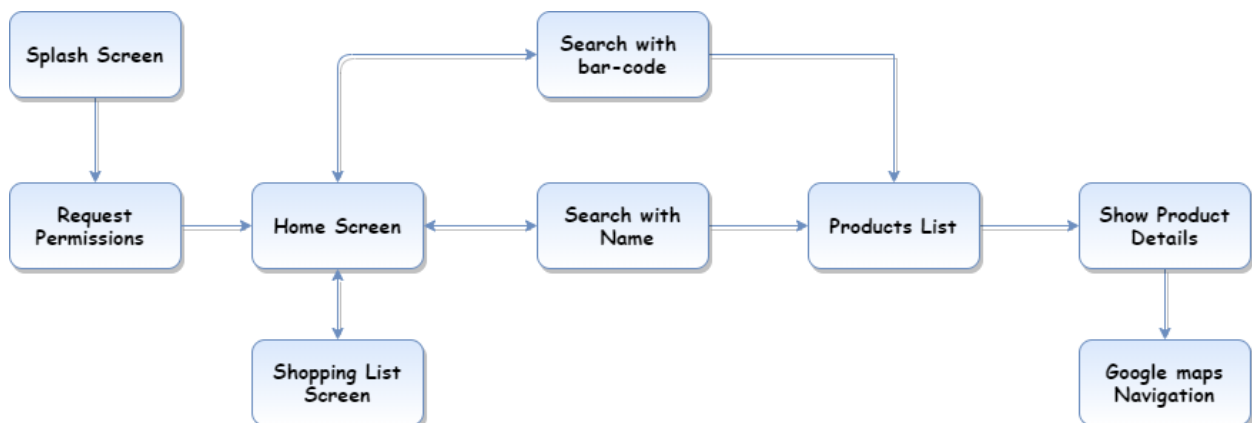 Splash Screen
Search with
bar-code
Request
Permissions
Home Screen
Search with
Name
Products List
Show Product
Details
Shopping List
Screen
Google maps
Navigation